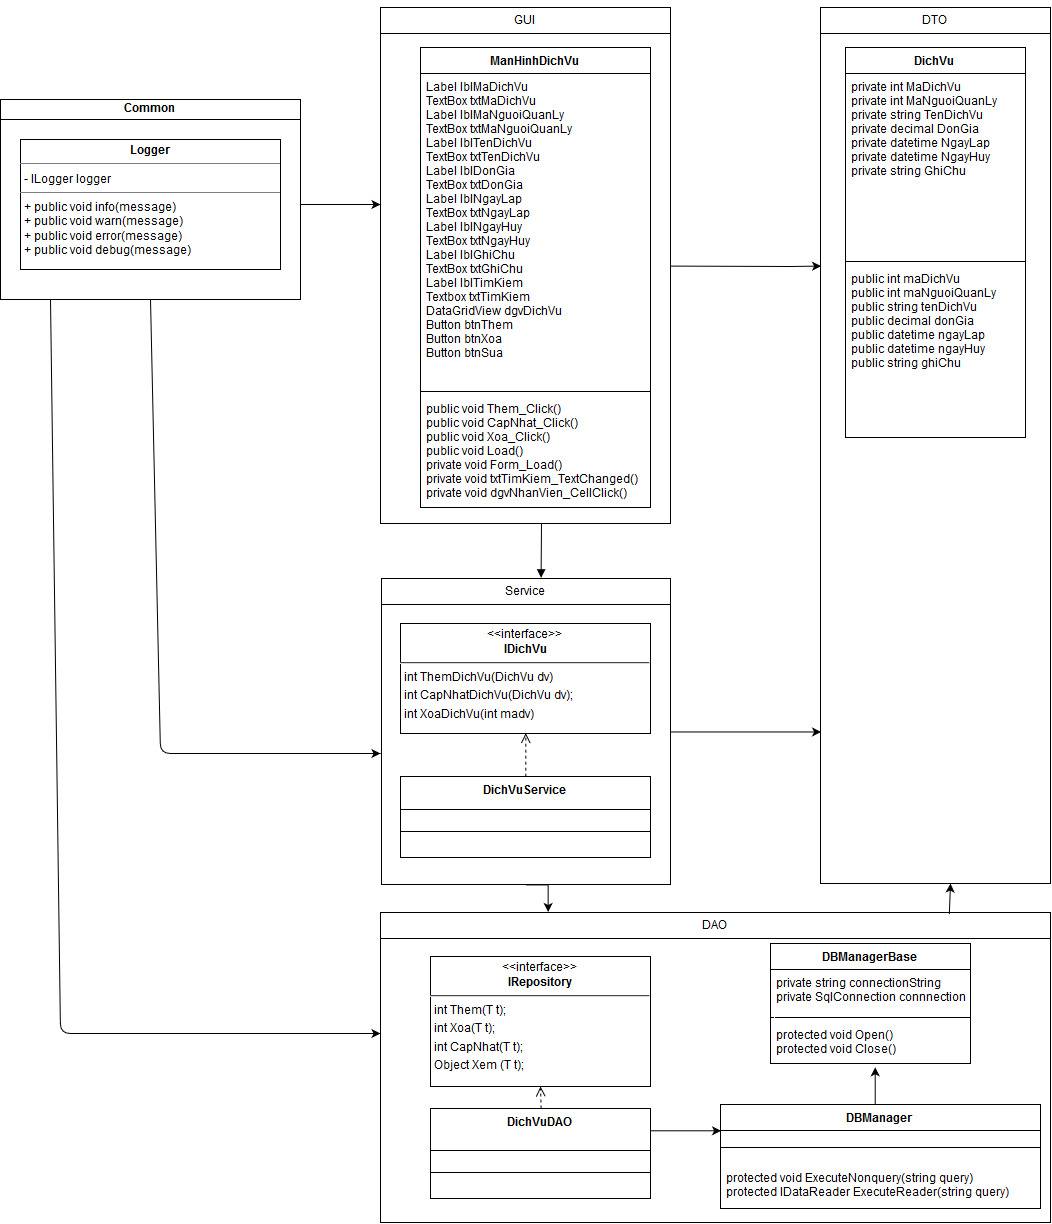 GUI
ManHinhDichVu
Label lblMaDichVu
TextBox txtMaDichVu
Label lblMaNguoiQuanLy
TextBox txtMaNguoiQuanLy
Label lblTenDichVu
TextBox txtTenDichVu
Label lblDonGia
TextBox txtDonGia
Label lblNgayLap
TextBox txtNgayLap
Label lblNgayHuy
TextBox txtNgayHuy
Label lblGhiChu
TextBox txtGhiChu
Label lblTimKiem
Textbox txtTimKiem
DataGridView dgvDichVu
Button btnThem
Button btnXoa
Button btnSua
public void Them_Click()
public void CapNhat_Click()
public void Xoa_Click()
public void Load()
private void Form_Load()
private void txtTimKiem_TextChanged()
private void dgvNhanVien_CellClick()
DTO
DichVu
private int MaDichVu
private int MaNguoiQuanLy
private string TenDichVu
private decimal DonGia
private datetime NgayLap
private datetime NgayHuy
private string GhiChu
public int maDichVu
public int maNguoiQuanLy
public string tenDichVu
public decimal donGia
public datetime ngayLap
public datetime ngayHuy
public string ghiChu
Common
Logger
- ILogger logger
+ public void info(message)
+ public void warn(message)
+ public void error(message)
+ public void debug(message)
Service
<<interface>>
IDichVu
int ThemDichVu(DichVu dv)
int CapNhatDichVu(DichVu dv);
int XoaDichVu(int madv)
DichVuService
DAO
<<interface>>
IRepository
int Them(T t);
int Xoa(T t);
int CapNhat(T t);
Object Xem (T t);
DichVuDAO
DBManagerBase
private string connectionString
private SqlConnection connnection
protected void Open()
protected void Close()
DBManager
protected void ExecuteNonquery(string query)
protected IDataReader ExecuteReader(string query)